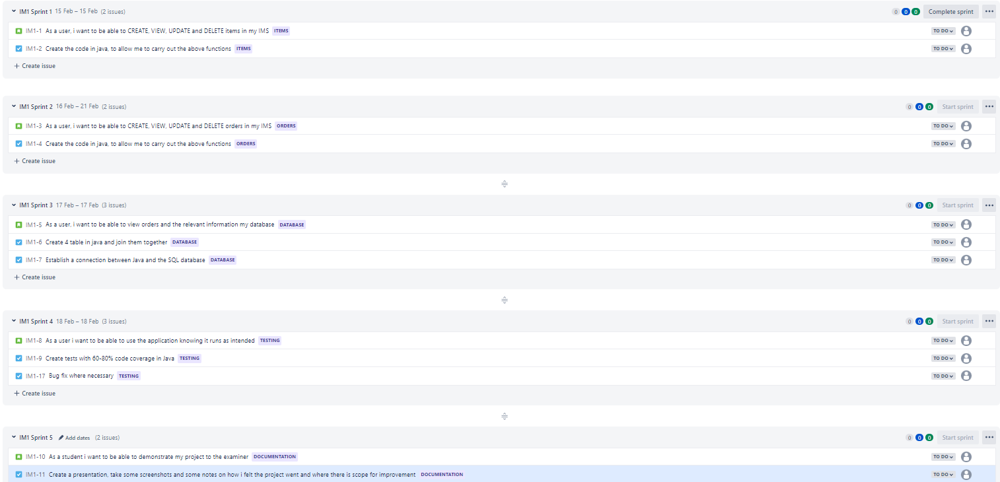 IM1 Sprint 1 15 Feb – 15 Feb (2 issues) 0 0 0 Complete sprint
IM1-1 As a user, i want to be able to CREATE, VIEW, UPDATE and DELETE items in my IMS ITEMS TO DO
IM1-2 Create the code in java, to allow me to carry out the above functions ITEMS TO DO
+ Create issue
IM1 Sprint 2 16 Feb – 21 Feb (2 issues) 0 0 0 Start sprint
IM1-3 As a user, i want to be able to CREATE, VIEW, UPDATE and DELETE orders in my IMS ORDERS TO DO
IM1-4 Create the code in java, to allow me to carry out the above functions ORDERS TO DO
+ Create issue
IM1 Sprint 3 17 Feb – 17 Feb (3 issues) 0 0 0 Start sprint
IM1-5 As a user, i want to be able to view orders and the relevant information my database DATABASE TO DO
IM1-6 Create 4 table in java and join them together DATABASE TO DO
IM1-7 Establish a connection between Java and the SQL database DATABASE TO DO
+ Create issue
IM1 Sprint 4 18 Feb – 18 Feb (3 issues) 0 0 0 Start sprint
IM1-8 As a user i want to be able to use the application knowing it runs as intended TESTING TO DO
IM1-9 Create tests with 60-80% code coverage in Java TESTING TO DO
IM1-17 Bug fix where necessary TESTING TO DO
+ Create issue
IM1 Sprint 5 Add dates (2 issues) 0 0 0 Start sprint
IM1-10 As a student i want to be able to demonstrate my project to the examiner DOCUMENTATION TO DO
IM1-11 Create a presentation, take some screenshots and some notes on how i felt the project went and where there is scope for improvement DOCUMENTATION TO DO